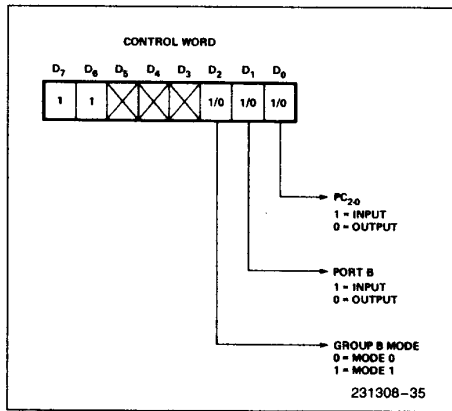 CONTROL WORD
D7 D6 D5 D4 D3 D2 D1 D0
1 1 1/0 1/0 1/0
PC2-0
1 = INPUT
0 = OUTPUT
PORT B
1 = INPUT
0 = OUTPUT
GROUP B MODE
0 = MODE 0
1 = MODE 1
231308–35